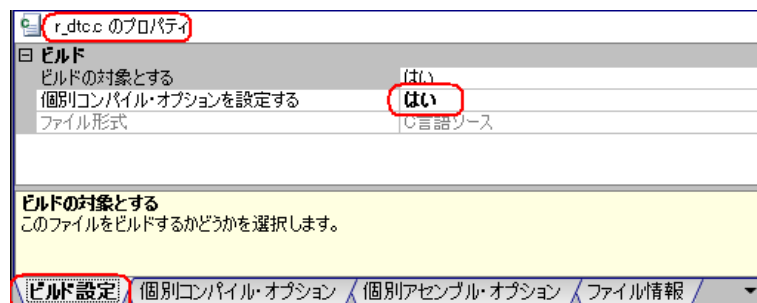 r_dtc.c のプロパティ
ビルド
ビルドの対象とする はい
個別コンパイル・オプションを設定する はい
ファイル形式 C言語ソース
ビルドの対象とする
このファイルをビルドするかどうかを選択します。
ビルド設定 個別コンパイル・オプション 個別アセンブル・オプション ファイル情報